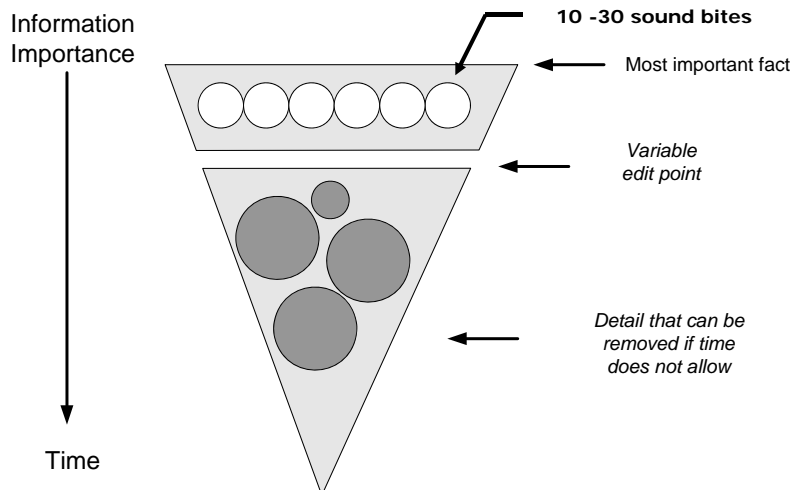 Information
Importance
10 -30 sound bites
Most important fact
Variable
edit point
Detail that can be
removed if time
does not allow
Time